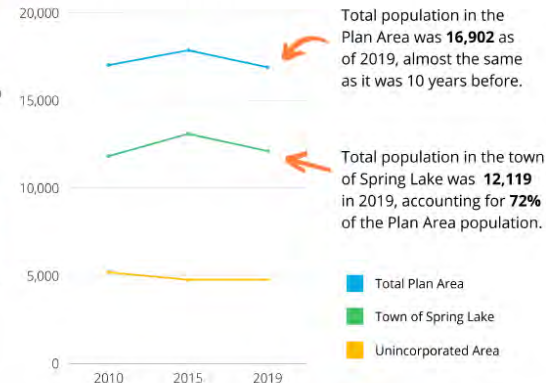 20,000
15,000
10,000
5,000
0
2010 2015 2019
Total population in the
Plan Area was 16,902 as
of 2019, almost the same
as it was 10 years before.
Total population in the town
of Spring Lake was 12,119
in 2019, accounting for 72%
of the Plan Area population.
Total Plan Area
Town of Spring Lake
Unincorporated Area